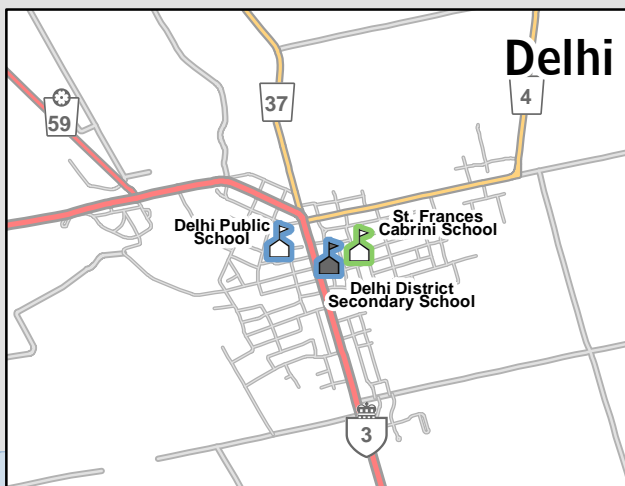 Delhi
37
4
59
Delhi Public
School
St. Frances
Cabrini School
Delhi District
Secondary School
3